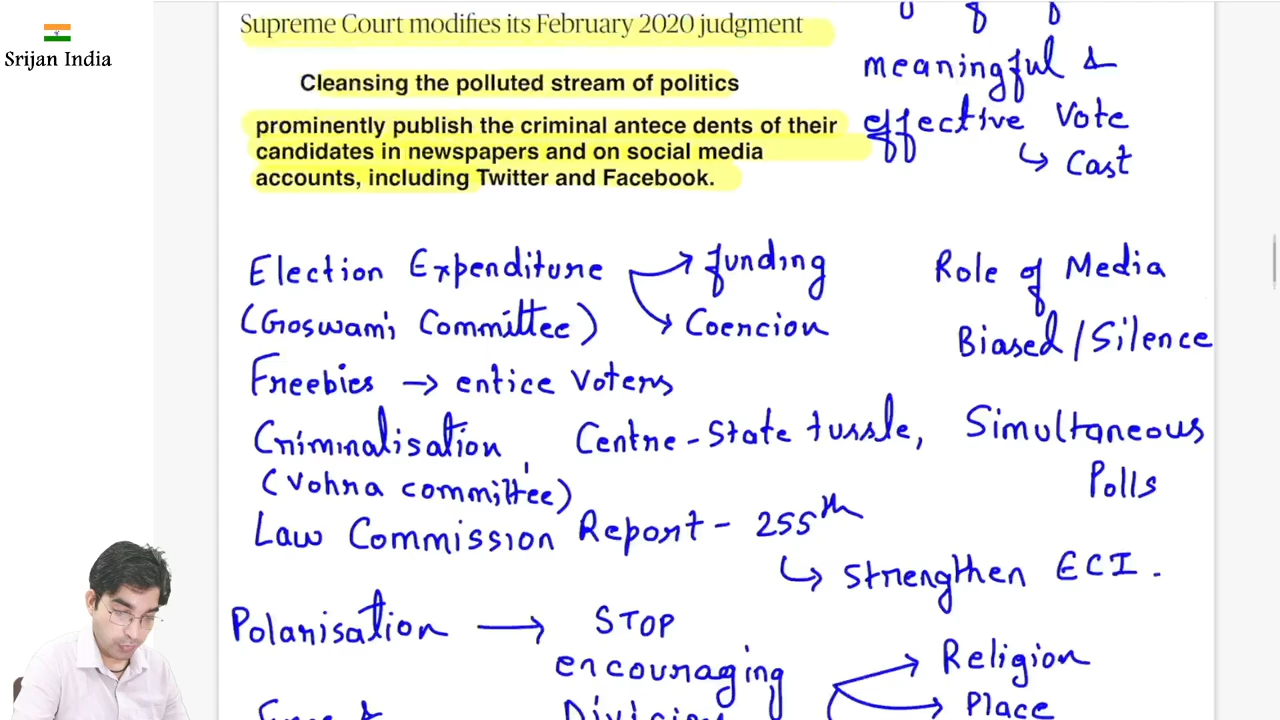 Srijan India
Supreme Court modifies its February 2020 judgment
Cleansing the polluted stream of politics
prominently publish the criminal antece dents of their
candidates in newspapers and on social media
accounts, including Twitter and Facebook.
meaningful &
effective Vote
↳ Cast
Election Expenditure → funding
(Goswami Committee) → Coercion
Role of Media
Biased / Silence
Freebies → entice voters
Criminalisation, Centre-State tussle, Simultaneous
(Vohra committee) Polls
Law Commission Report - 255th
↳ strengthen ECI.
Polarisation → STOP
encouraging
Divisions
→ Religion
→ Place